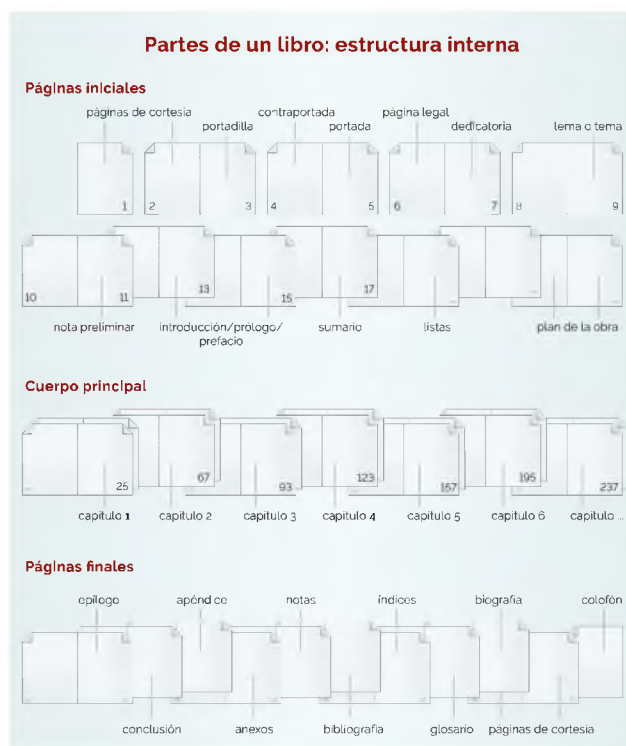 Partes de un libro: estructura interna
Páginas iniciales
páginas de cortesía
contraportada
página legal
portadilla
portada
dedicatoria
lema o tema
1
2
3
4
5
6
7
8
9
10
11
13
15
17
...
...
...
nota preliminar
introducción/prólogo/
prefacio
sumario
listas
plan de la obra
Cuerpo principal
...
25
67
93
123
...
157
195
237
capítulo 1
capítulo 2
capítulo 3
capítulo 4
capítulo 5
capítulo 6
capítulo ...
Páginas finales
epílogo
apéndice
notas
índices
biografía
colofón
conclusión
anexos
bibliografía
glosario
páginas de cortesía